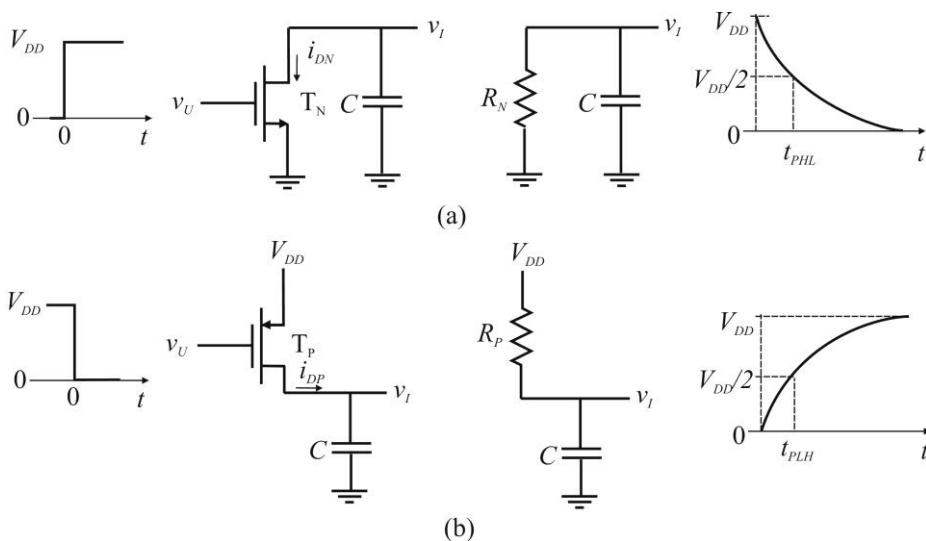 V_DD
0
0
t
v_U
i_DN
T_N
C
v_I
R_N
C
v_I
V_DD
V_DD/2
0
t_PHL
t
(a)
V_DD
0
0
t
V_DD
v_U
T_P
i_DP
v_I
C
V_DD
R_P
v_I
C
V_DD
V_DD/2
0
t_PLH
t
(b)